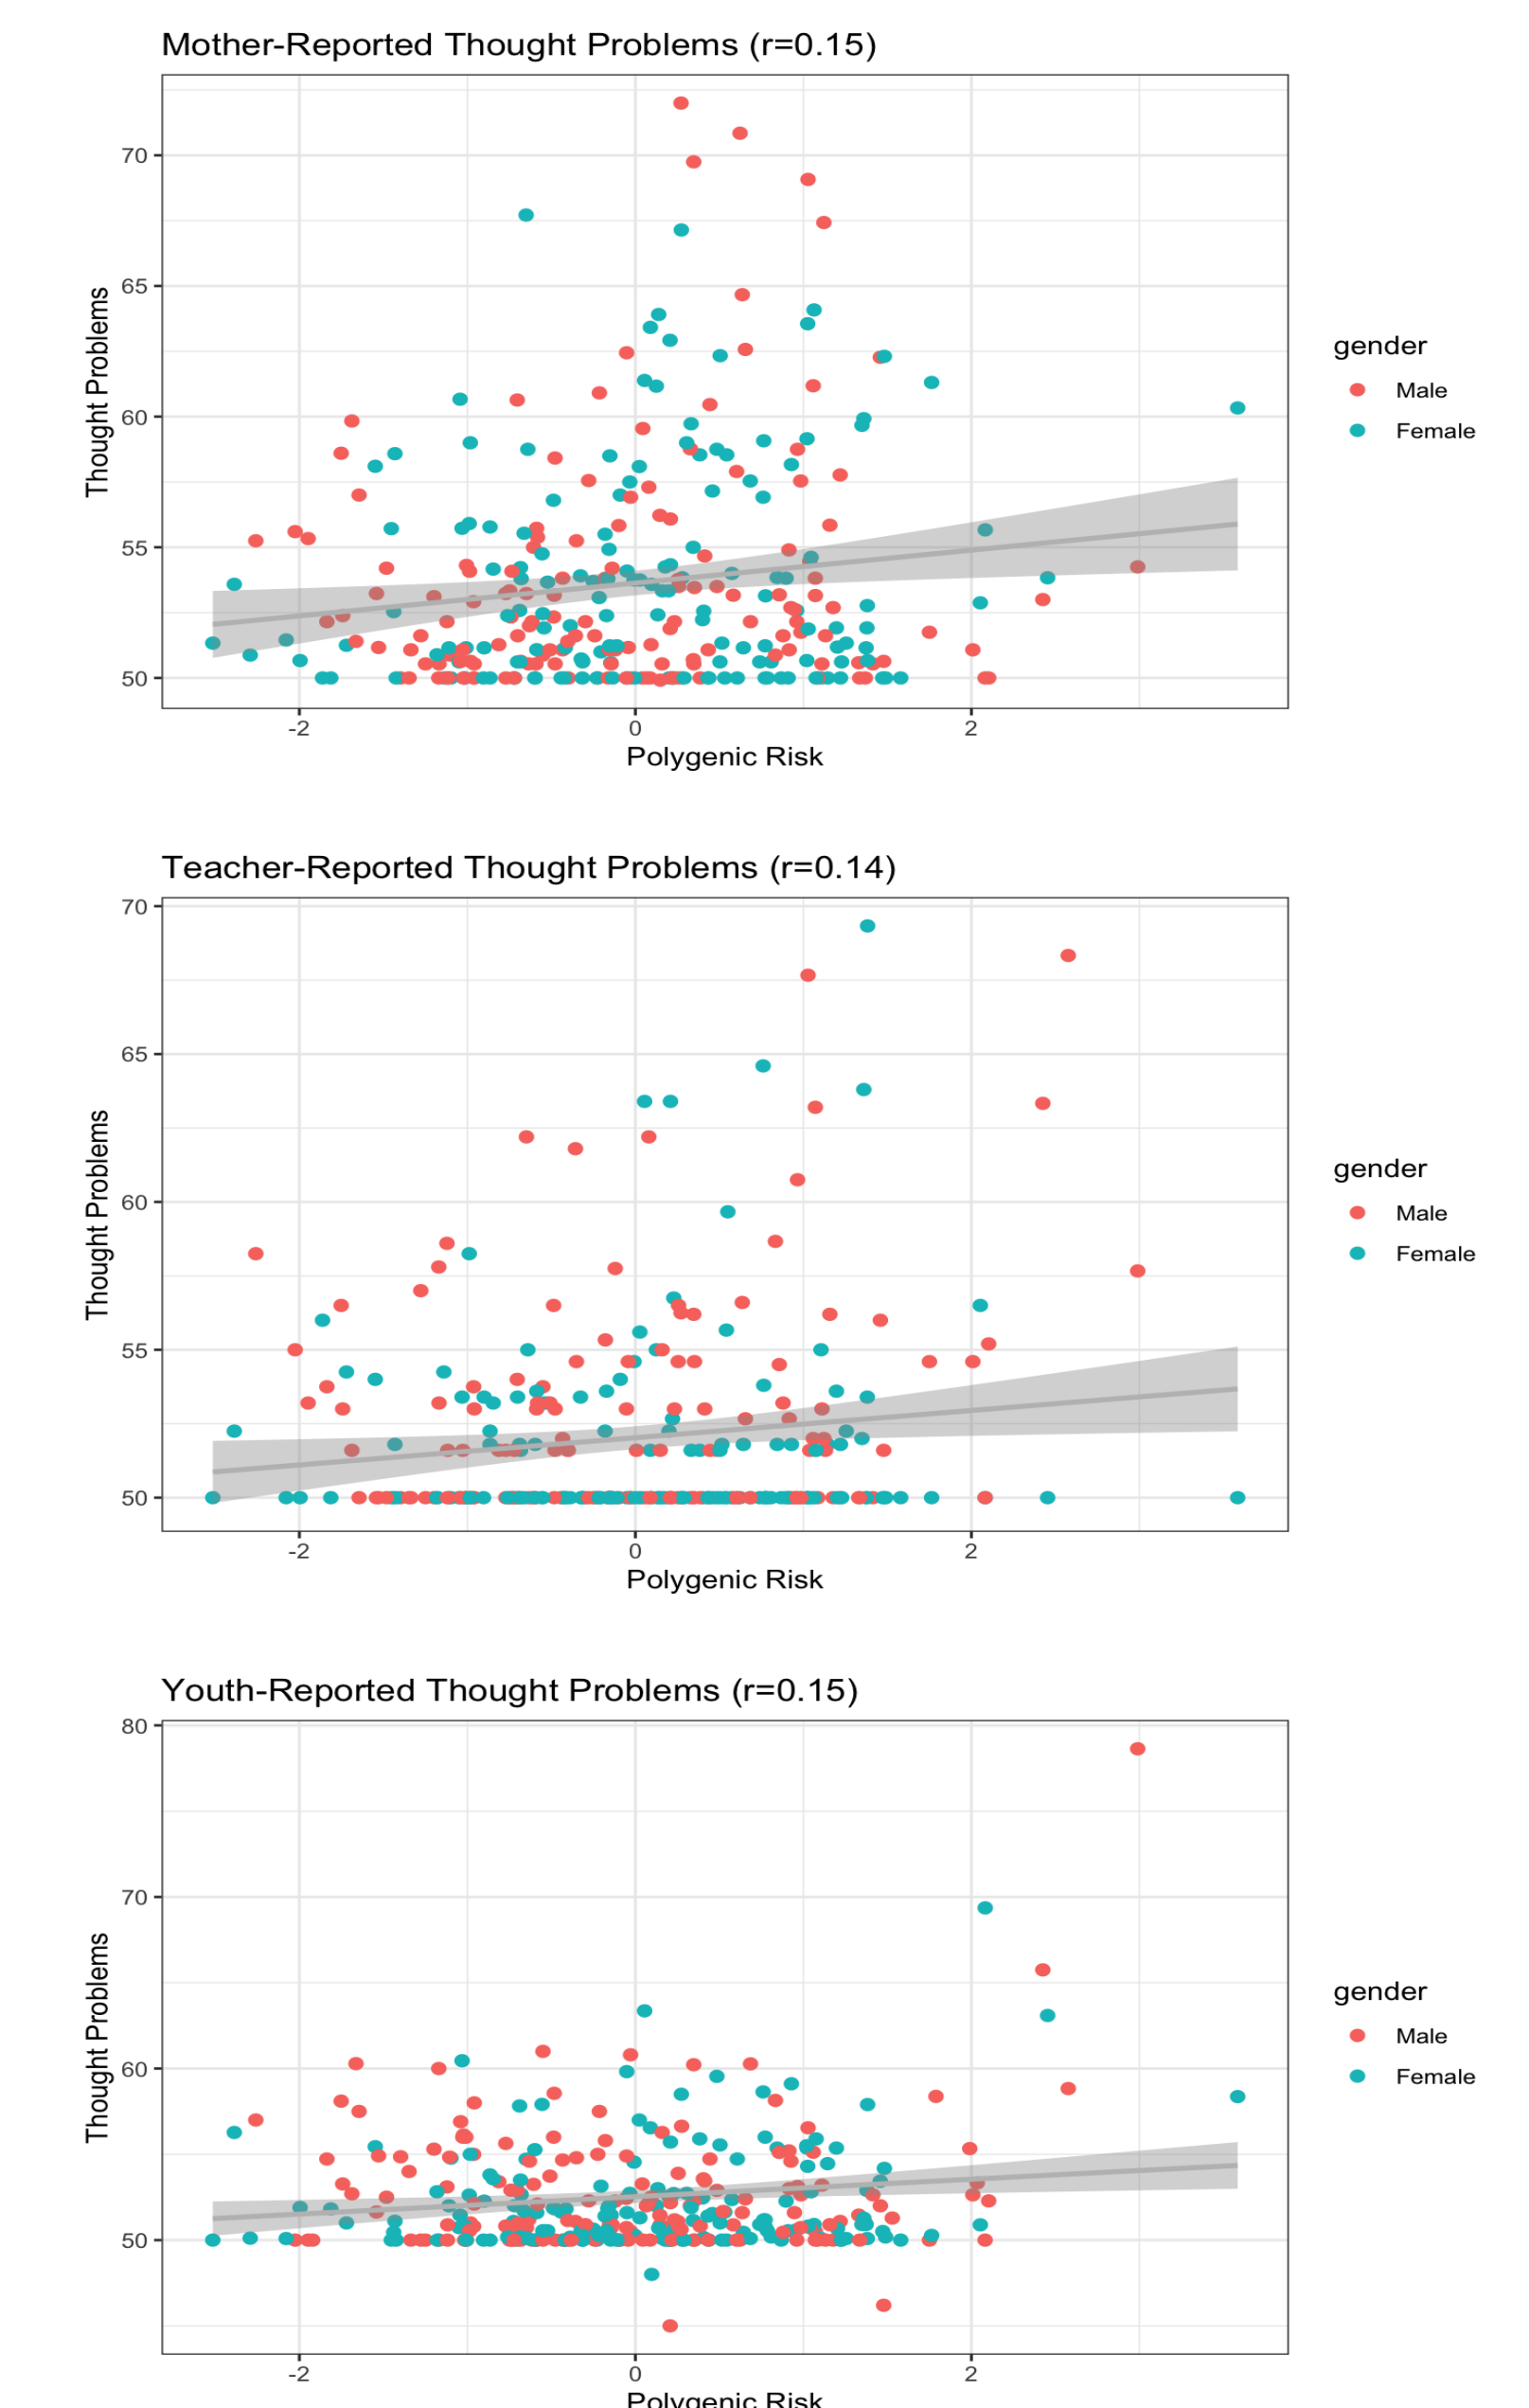 Mother-Reported Thought Problems (r=0.15)
Thought Problems
70
65
60
55
50
-2
0
2
Polygenic Risk
gender
Male
Female
Teacher-Reported Thought Problems (r=0.14)
Thought Problems
70
65
60
55
50
-2
0
2
Polygenic Risk
gender
Male
Female
Youth-Reported Thought Problems (r=0.15)
Thought Problems
80
70
60
50
-2
0
2
Polygenic Risk
gender
Male
Female